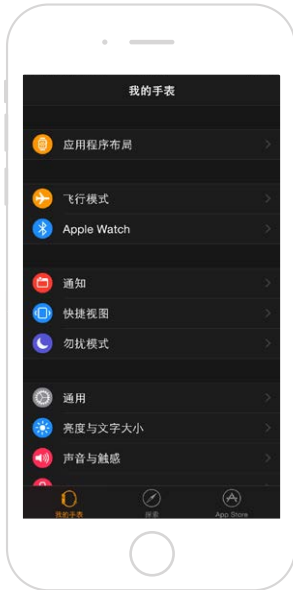 我的手表
应用程序布局
飞行模式
Apple Watch
通知
快捷视图
勿扰模式
通用
亮度与文字大小
声音与触感
我的手表
探索
App Store